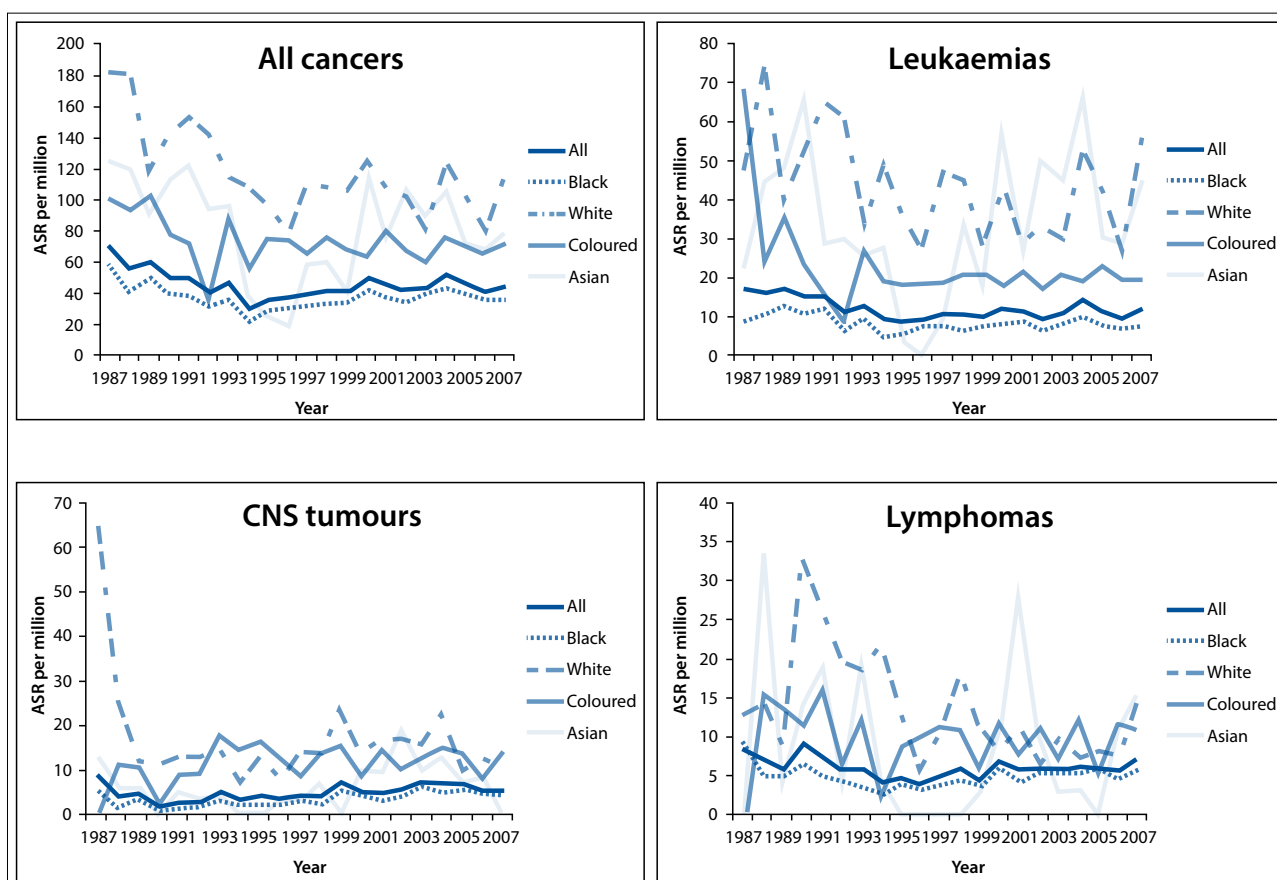 All cancers
ASR per million
200
180
160
140
120
100
80
60
40
20
0
1987 1989 1991 1993 1995 1997 1999 2001 2003 2005 2007
Year
All
Black
White
Coloured
Asian
Leukaemias
ASR per million
80
70
60
50
40
30
20
10
0
1987 1989 1991 1993 1995 1997 1999 2001 2003 2005 2007
Year
All
Black
White
Coloured
Asian
CNS tumours
ASR per million
70
60
50
40
30
20
10
0
1987 1989 1991 1993 1995 1997 1999 2001 2003 2005 2007
Year
All
Black
White
Coloured
Asian
Lymphomas
ASR per million
40
35
30
25
20
15
10
5
0
1987 1989 1991 1993 1995 1997 1999 2001 2003 2005 2007
Year
All
Black
White
Coloured
Asian